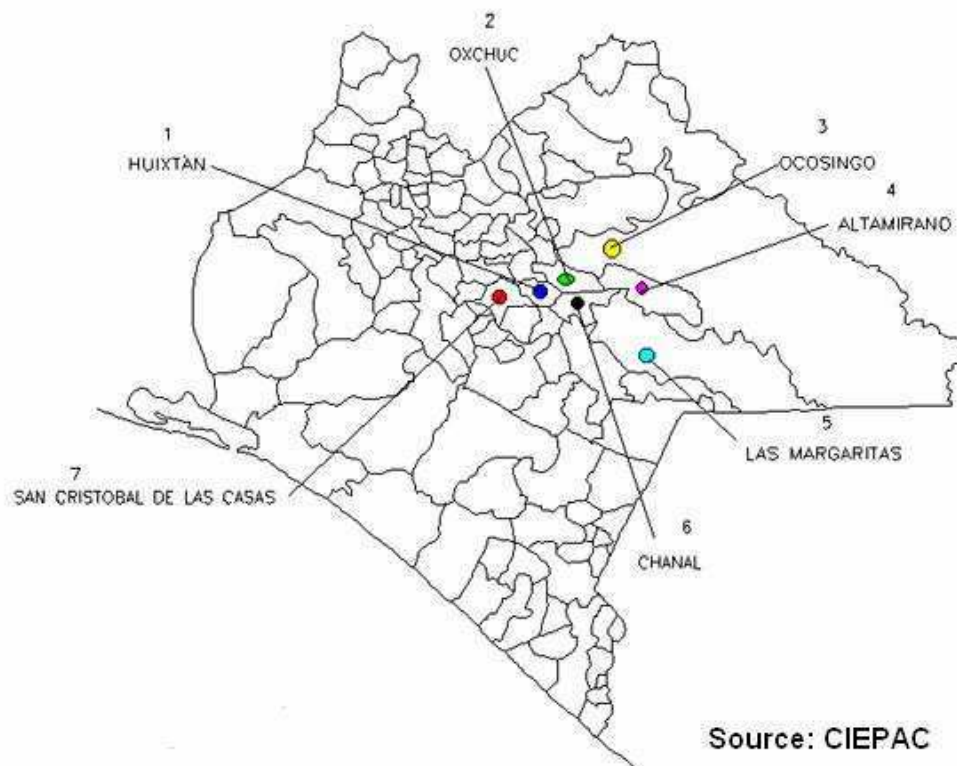 2
OXCHUC
1
HUIXTÀN
3
OCOSINGO
4
ALTAMIRANO
5
LAS MARGARITAS
7
SAN CRISTOBAL DE LAS CASAS
6
CHANAL
Source: CIEPAC